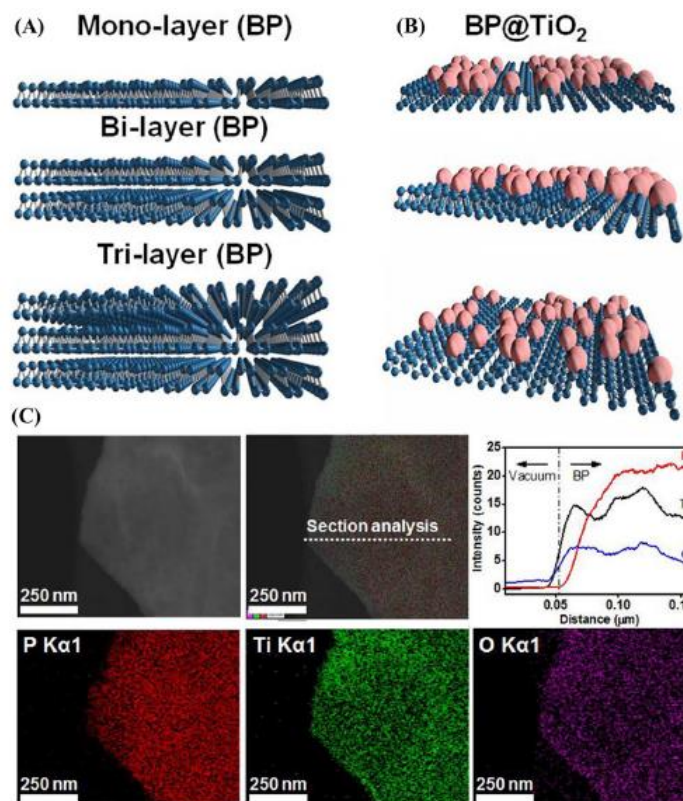 (A)
Mono-layer (BP)
Bi-layer (BP)
Tri-layer (BP)
(B)
BP@TiO₂
(C)
250 nm
Section analysis
250 nm
Intensity (counts)
25
20
15
10
5
0
Vacuum
BP
0.05
0.10
Distance (μm)
P Kα1
250 nm
Ti Kα1
250 nm
O Kα1
250 nm